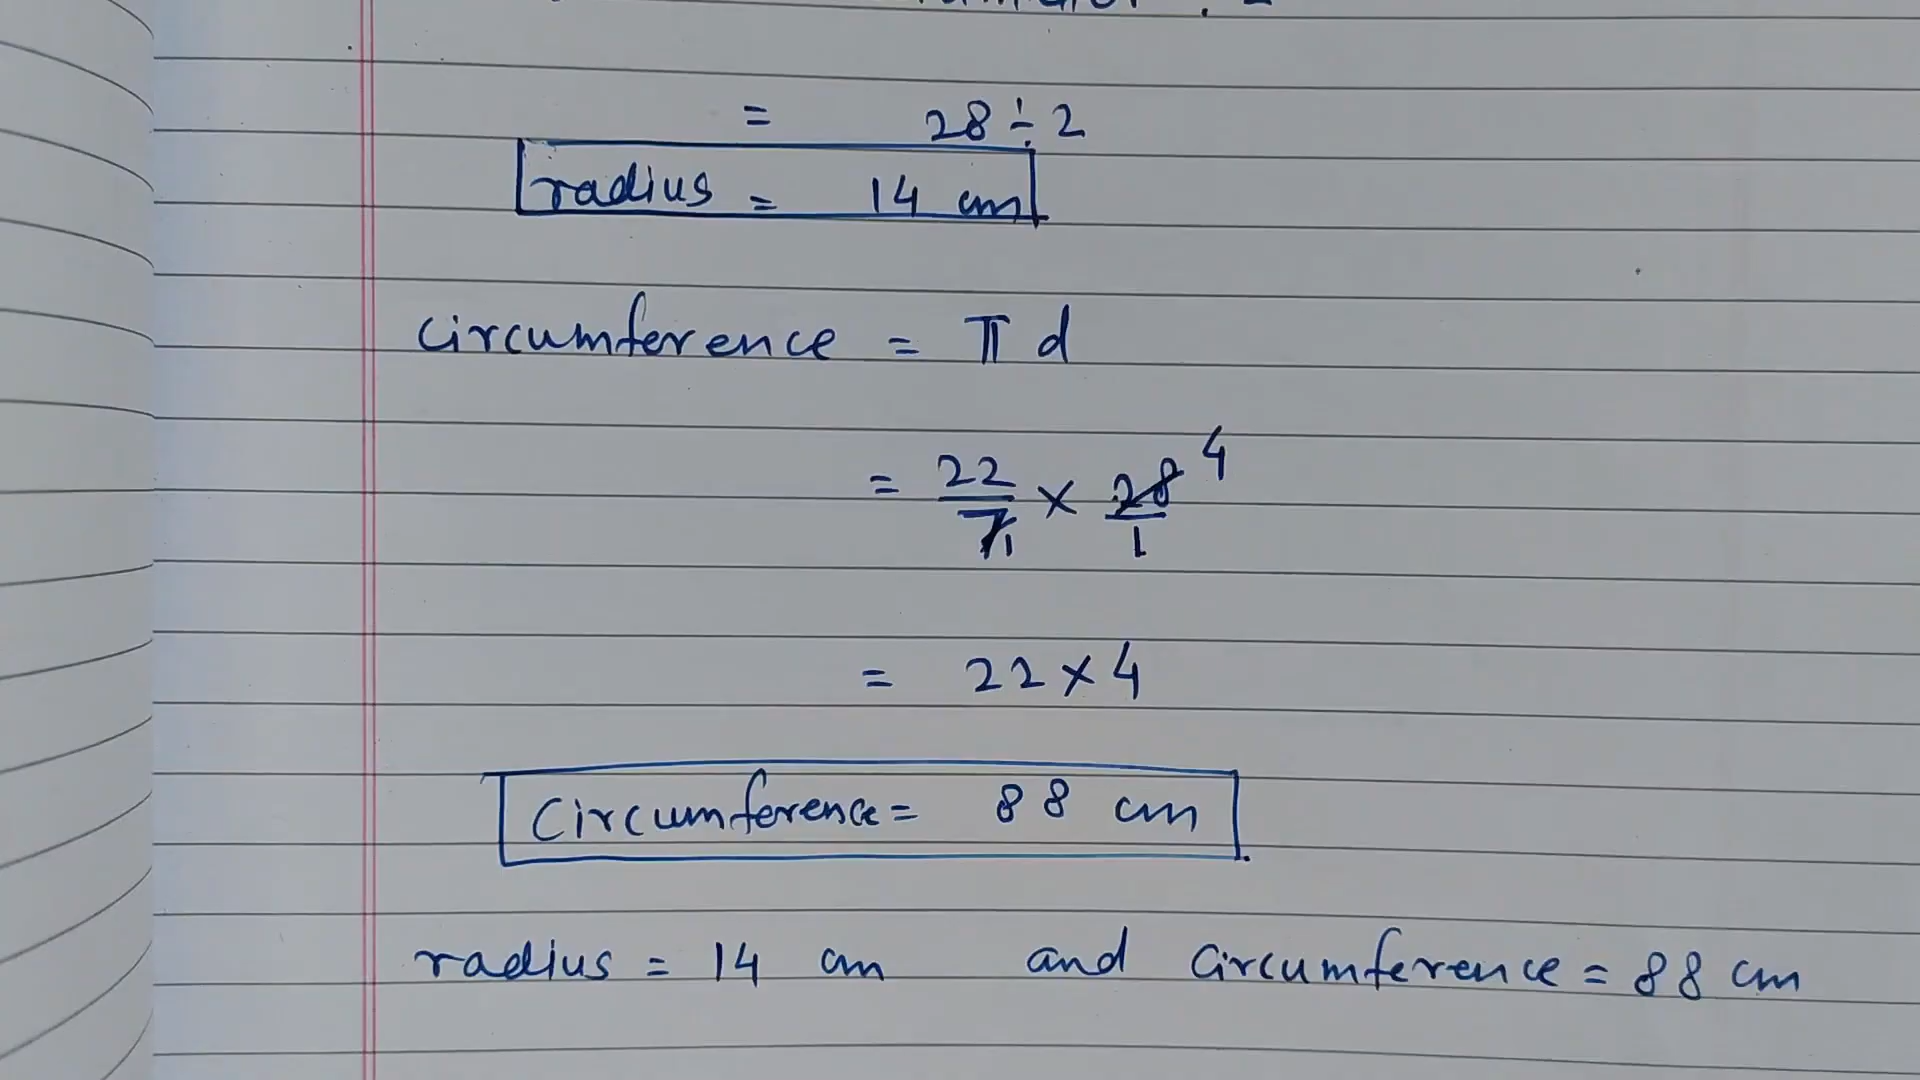 = 28 ÷ 2
radius = 14 cm
circumference = π d
= 22/7 1 × 28/1 4
= 22 × 4
Circumference = 88 cm
radius = 14 cm and circumference = 88 cm